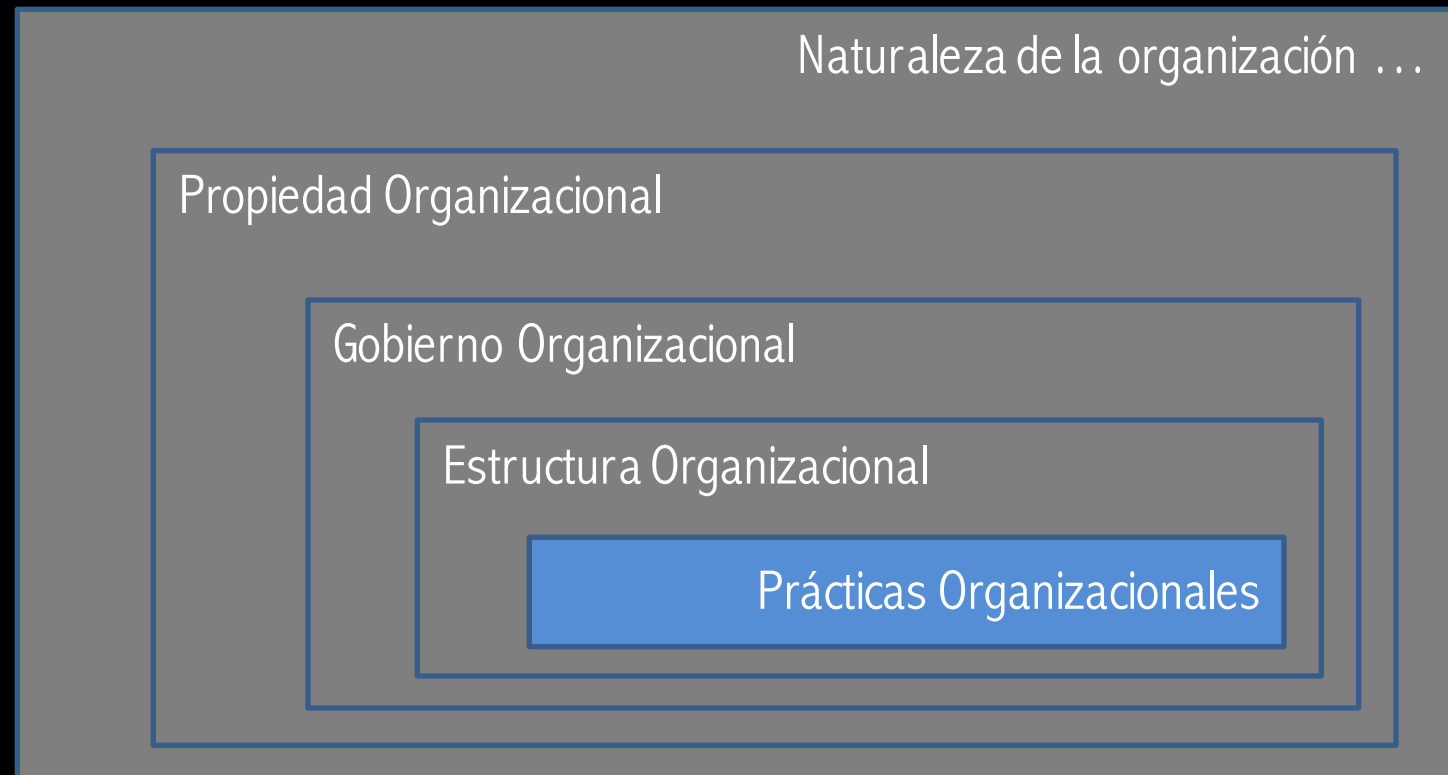 Naturaleza de la organización ...
Propiedad Organizacional
Gobierno Organizacional
Estructura Organizacional
Prácticas Organizacionales